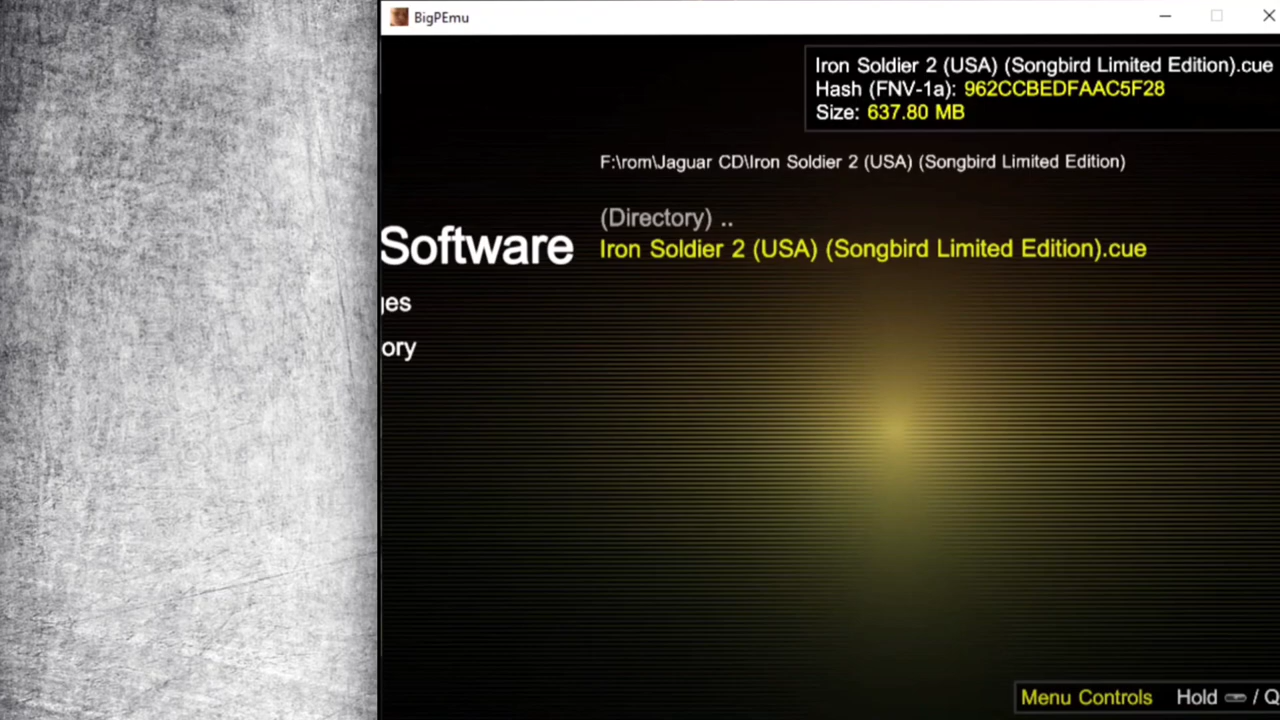 BigPEmu
Iron Soldier 2 (USA) (Songbird Limited Edition).cue
Hash (FNV-1a): 962CCBEDFAAC5F28
Size: 637.80 MB
F:\rom\Jaguar CD\Iron Soldier 2 (USA) (Songbird Limited Edition)
(Directory) ..
Software
Iron Soldier 2 (USA) (Songbird Limited Edition).cue
es
ory
Menu Controls Hold / Q